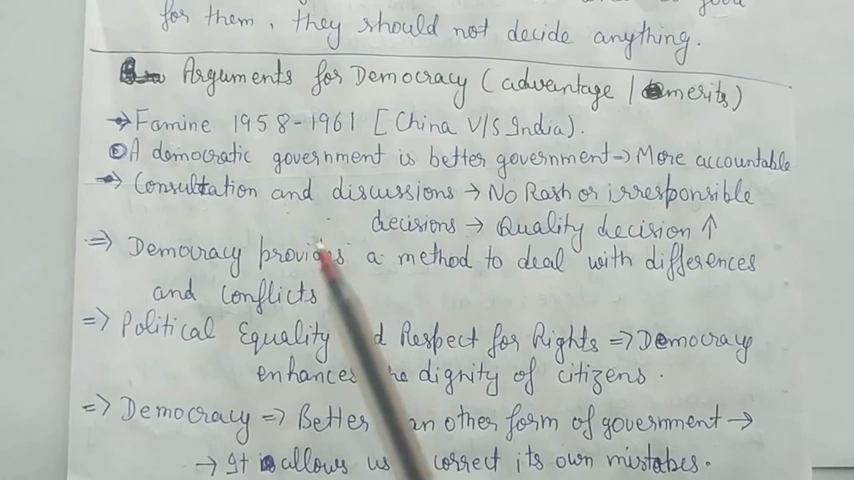 good
for them, they should not decide anything.
Arguments for Democracy (advantage / merits)
→ Famine 1958-1961 [China V/S India).
A democratic government is better government → More accountable
→ Consultation and discussions → No Rash or irresponsible
decisions → Quality decision ↑
⇒ Democracy provides a method to deal with differences
and conflicts
⇒ Political Equality Respect for Rights ⇒ Democracy
enhances dignity of citizens.
⇒ Democracy ⇒ Better other form of government →
→ It allows us correct its own mistakes.